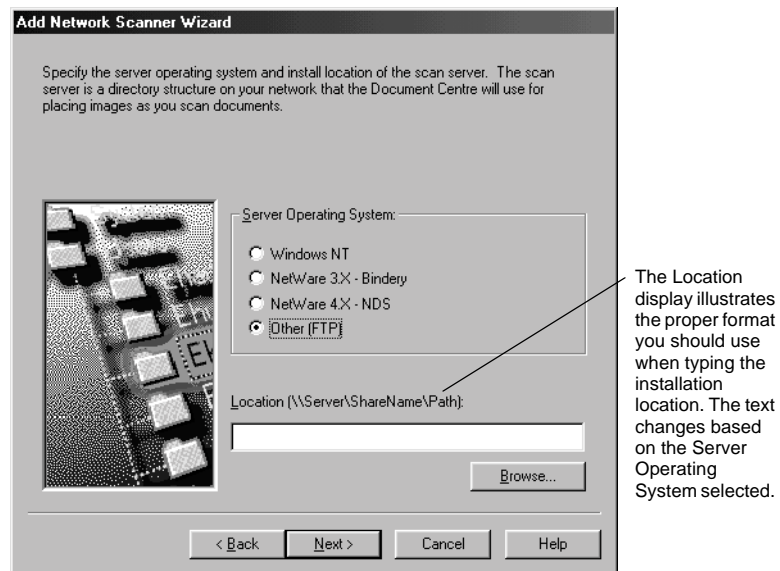 Add Network Scanner Wizard
Specify the server operating system and install location of the scan server. The scan
server is a directory structure on your network that the Document Centre will use for
placing images as you scan documents.
Server Operating System:
Windows NT
NetWare 3.X - Bindery
NetWare 4.X - NDS
Other (FTP)
Location (\\Server\ShareName\Path):
Browse...
< Back
Next >
Cancel
Help
The Location
display illustrates
the proper format
you should use
when typing the
installation
location. The text
changes based
on the Server
Operating
System selected.